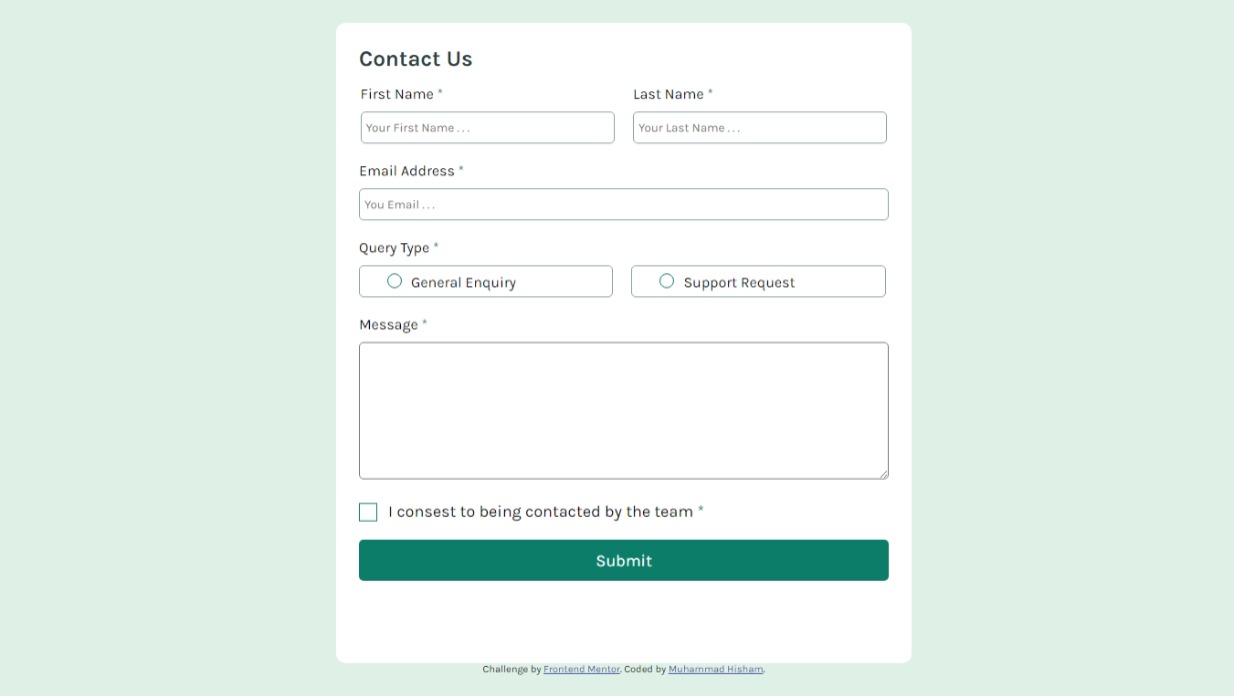 Contact Us
First Name * Last Name *
Your First Name . . . Your Last Name . . .
Email Address *
You Email . . .
Query Type *
General Enquiry Support Request
Message *
I consest to being contacted by the team *
Submit
Challenge by Frontend Mentor. Coded by Muhammad Hisham.